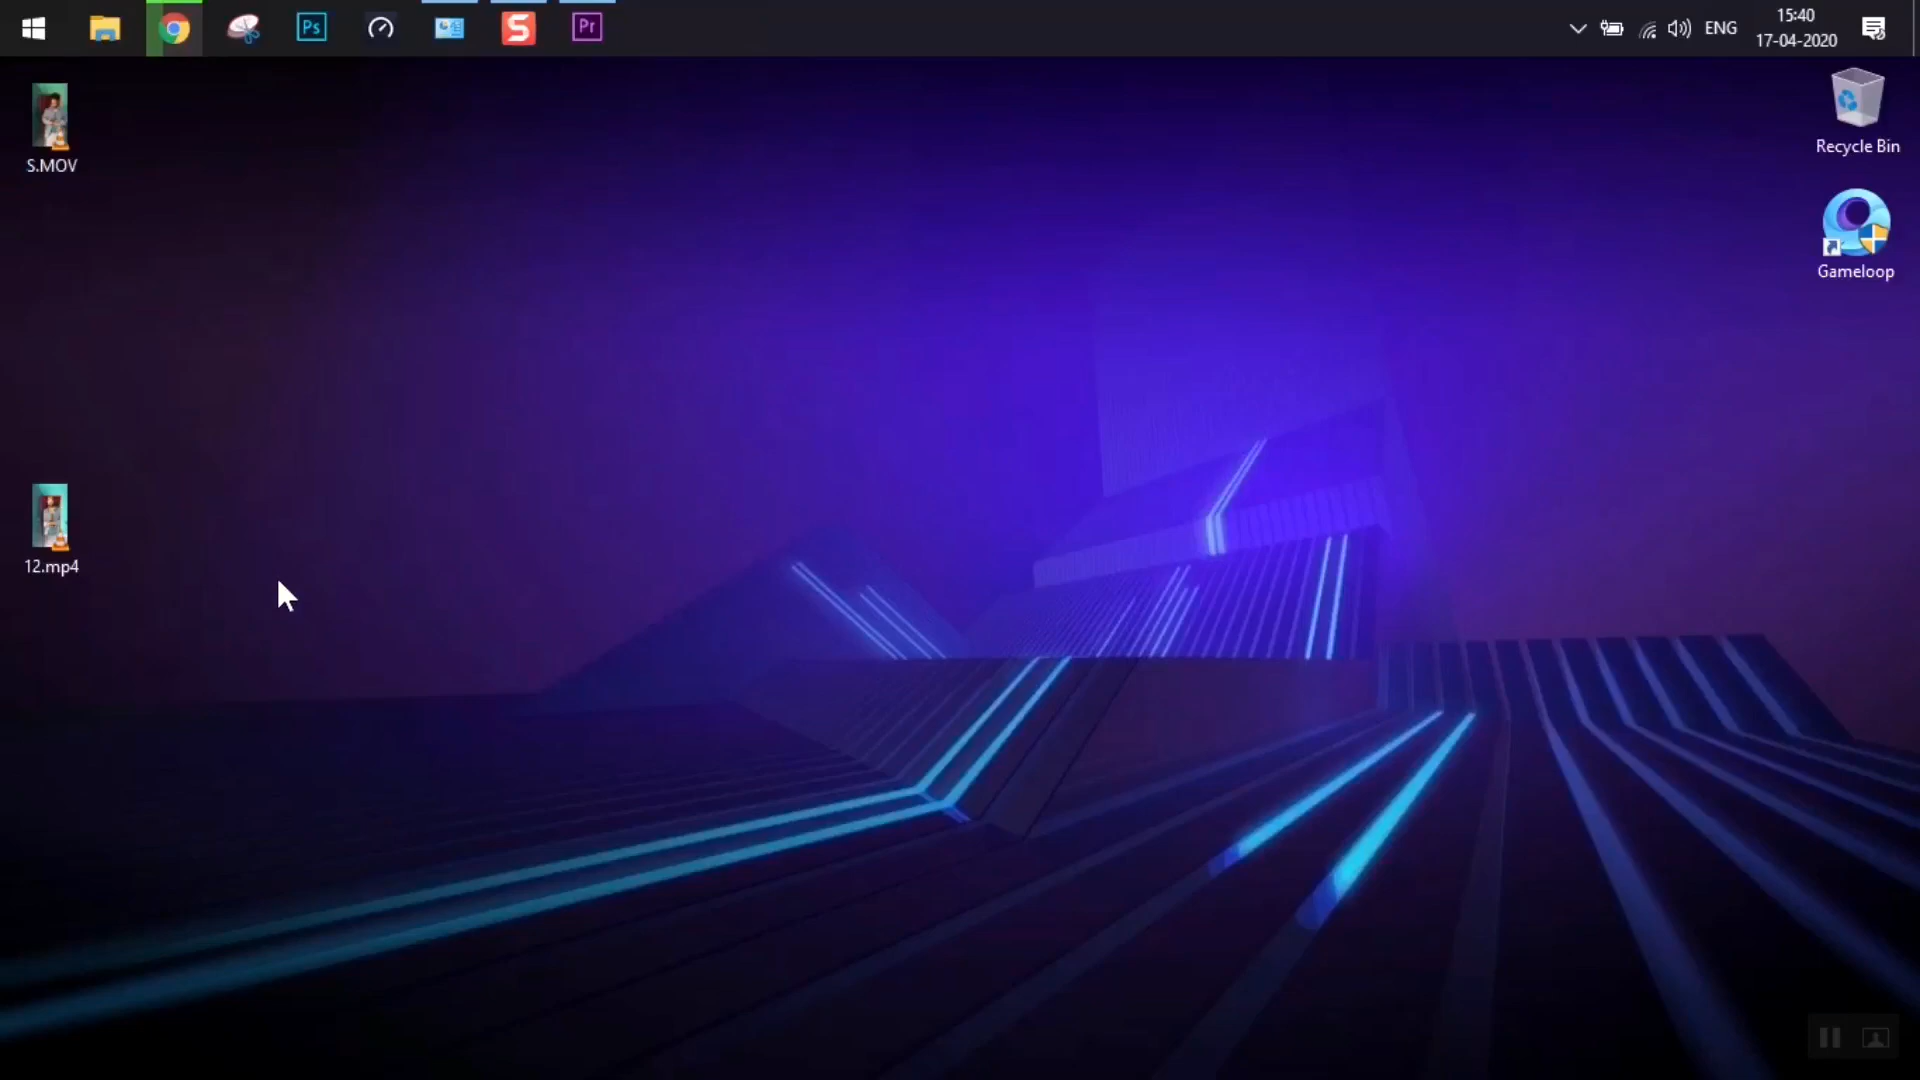 Ps
S
Pr
ENG
15:40
17-04-2020
S.MOV
Recycle Bin
Gameloop
12.mp4